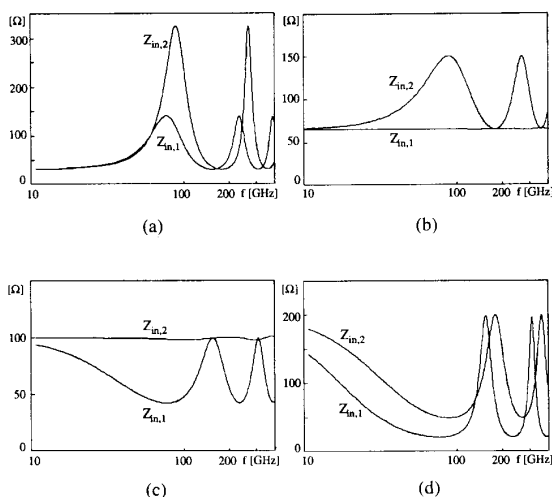 [Ω]
300
200
100
0
Z_in,2
Z_in,1
10
100
200 f [GHz]
(a)
[Ω]
150
100
50
0
Z_in,2
Z_in,1
10
100
200 f [GHz]
(b)
[Ω]
100
50
0
Z_in,2
Z_in,1
10
100
200 f [GHz]
(c)
[Ω]
200
100
0
Z_in,2
Z_in,1
10
100
200 f [GHz]
(d)